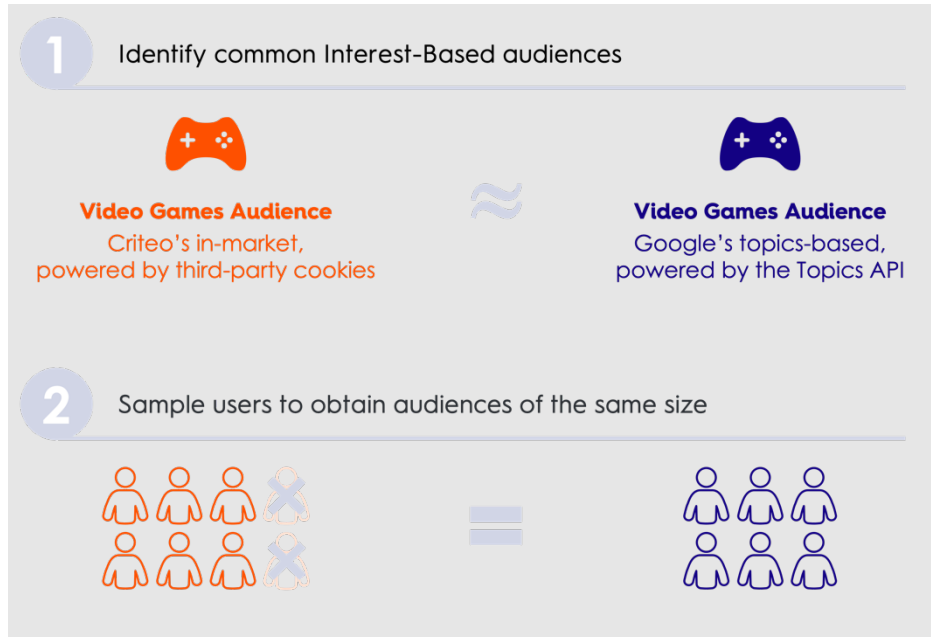 1
Identify common Interest-Based audiences
Video Games Audience
Criteo's in-market,
powered by third-party cookies
≈
Video Games Audience
Google's topics-based,
powered by the Topics API
2
Sample users to obtain audiences of the same size
=